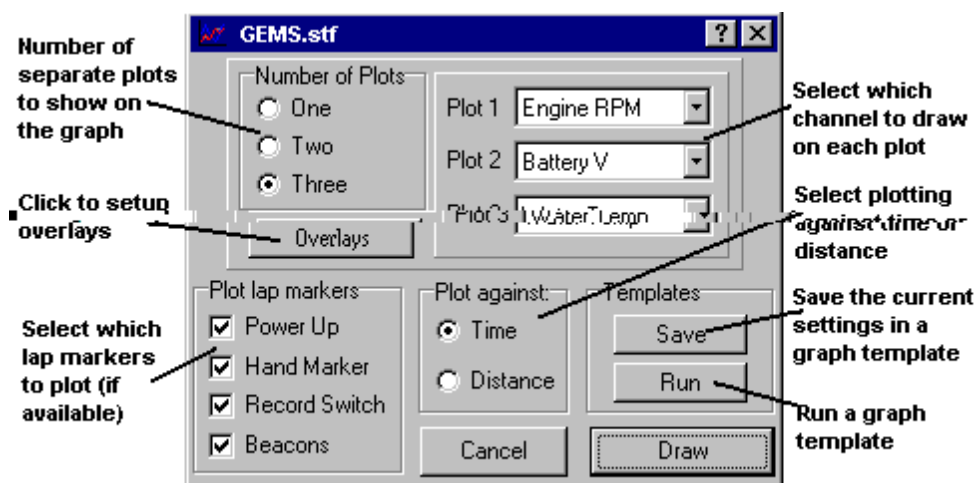 GEMS.stf
Number of
separate plots
to show on
the graph
Number of Plots
One
Two
Three
Plot 1 Engine RPM
Plot 2 Battery V
Select which
channel to draw
on each plot
Click to setup
overlays
Overlays
Select plotting
against time or
distance
Plot lap markers
Power Up
Hand Marker
Record Switch
Beacons
Select which
lap markers
to plot (if
available)
Plot against:
Time
Distance
Templates
Save
Run
Save the current
settings in a
graph template
Run a graph
template
Cancel
Draw